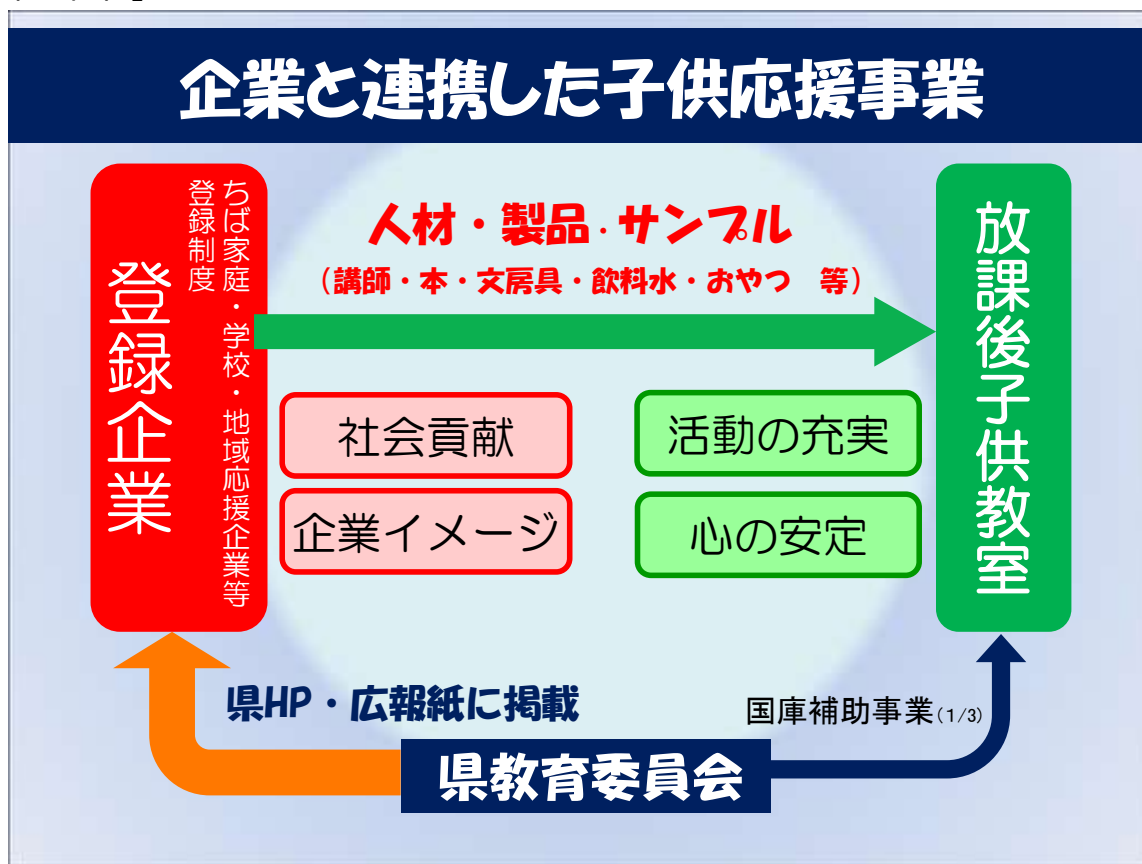 企業と連携した子供応援事業
ちば家庭・学校・地域応援企業等
登録制度
登録企業
人材・製品・サンプル
（講師・本・文房具・飲料水・おやつ　等）
放課後子供教室
社会貢献
活動の充実
企業イメージ
心の安定
県HP・広報紙に掲載
国庫補助事業(1/3)
県教育委員会